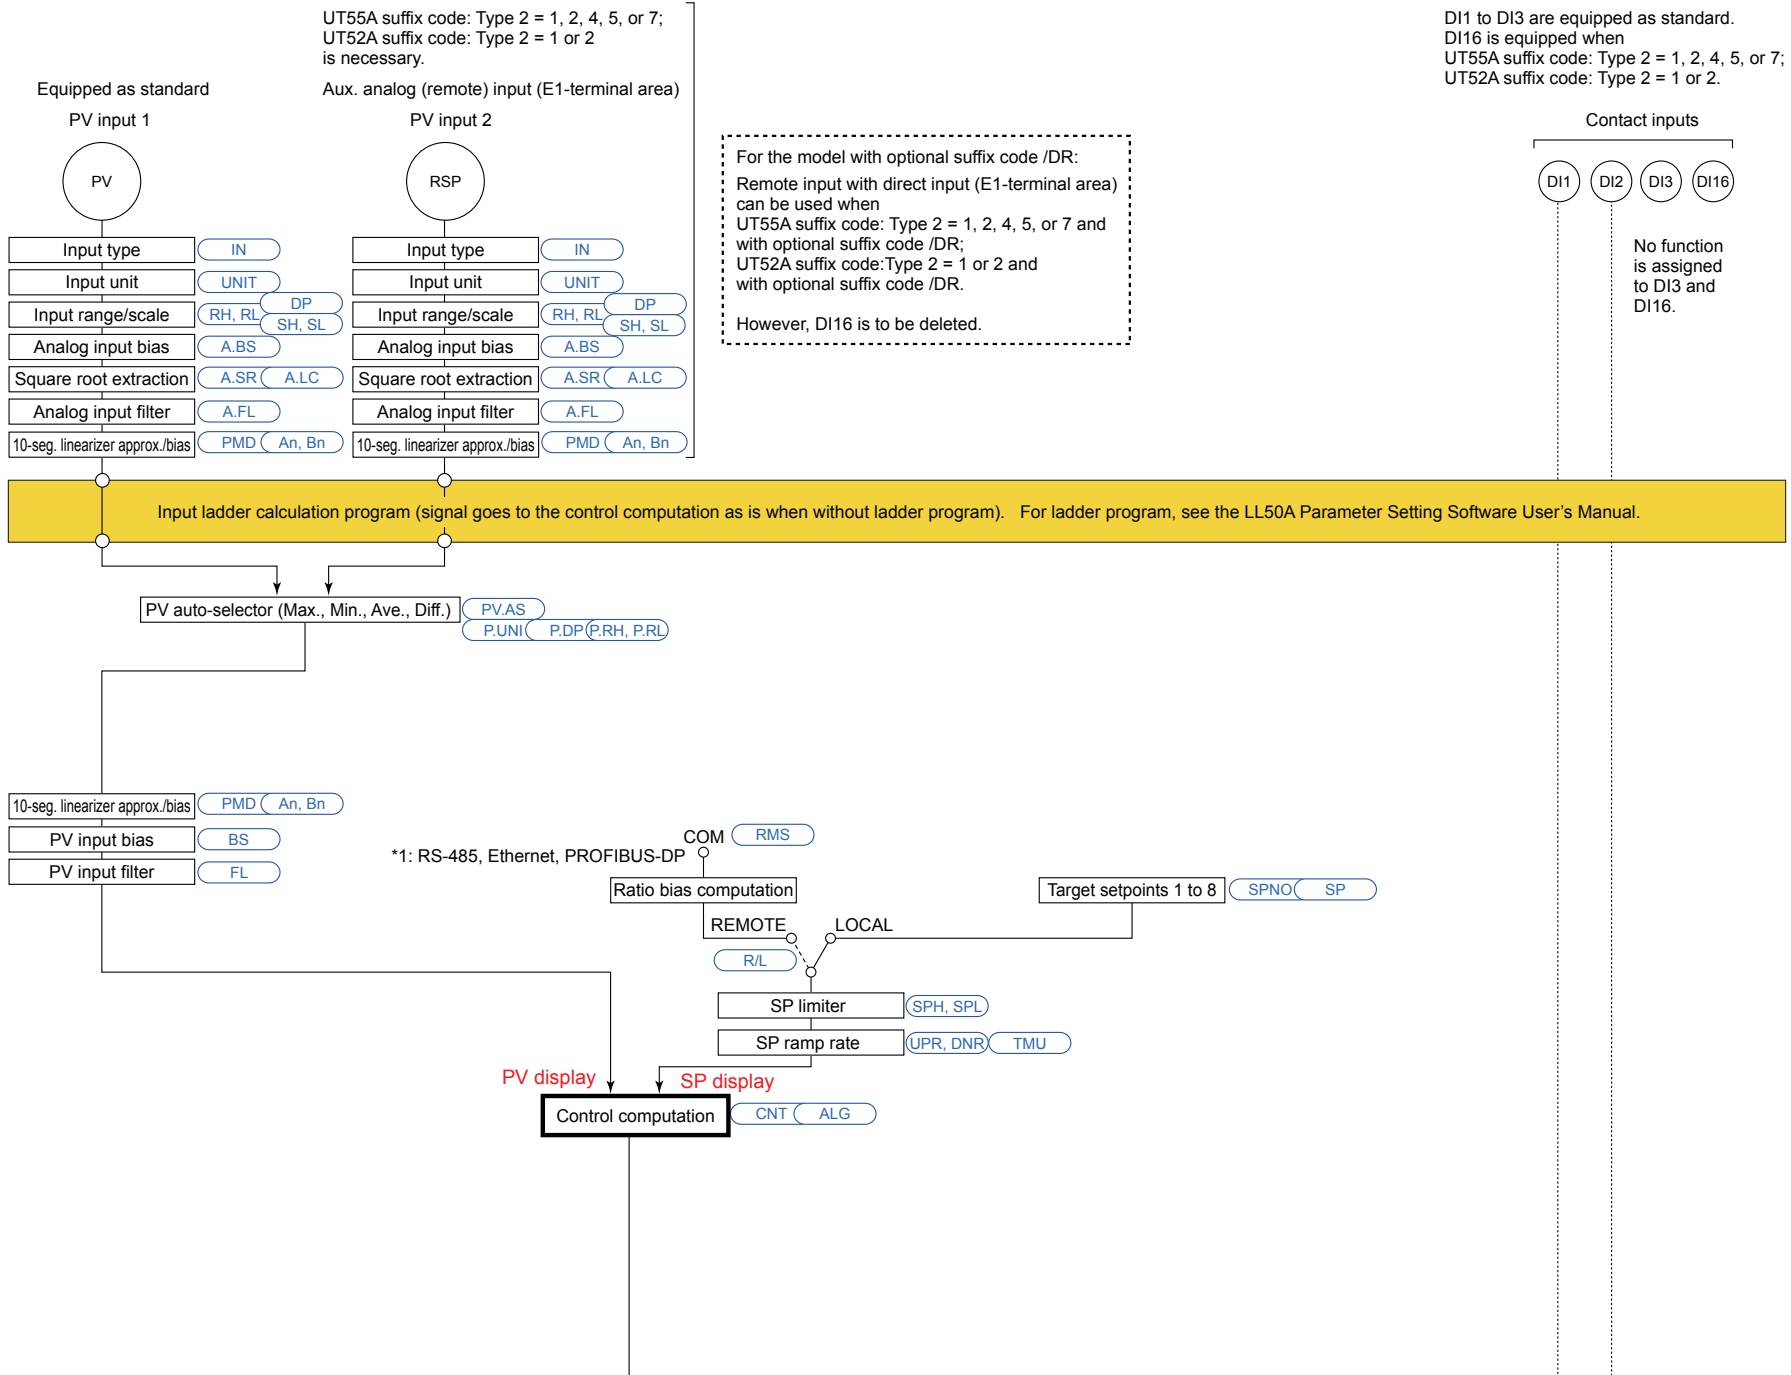 UT55A suffix code: Type 2 = 1, 2, 4, 5, or 7;
UT52A suffix code: Type 2 = 1 or 2
is necessary.
Equipped as standard
Aux. analog (remote) input (E1-terminal area)
PV input 1
PV input 2
PV
RSP
DI1 to DI3 are equipped as standard.
DI16 is equipped when
UT55A suffix code: Type 2 = 1, 2, 4, 5, or 7;
UT52A suffix code: Type 2 = 1 or 2.
Contact inputs
DI1 DI2 DI3 DI16
No function
is assigned
to DI3 and
DI16.
For the model with optional suffix code /DR:
Remote input with direct input (E1-terminal area)
can be used when
UT55A suffix code: Type 2 = 1, 2, 4, 5, or 7 and
with optional suffix code /DR;
UT52A suffix code:Type 2 = 1 or 2 and
with optional suffix code /DR.
However, DI16 is to be deleted.
Input type IN
Input unit UNIT
DP
Input range/scale RH, RL
SH, SL
Analog input bias A.BS
Square root extraction A.SR A.LC
Analog input filter A.FL
10-seg. linearizer approx./bias PMD An, Bn
Input type IN
Input unit UNIT
DP
Input range/scale RH, RL
SH, SL
Analog input bias A.BS
Square root extraction A.SR A.LC
Analog input filter A.FL
10-seg. linearizer approx./bias PMD An, Bn
Input ladder calculation program (signal goes to the control computation as is when without ladder program). For ladder program, see the LL50A Parameter Setting Software User's Manual.
PV auto-selector (Max., Min., Ave., Diff.) PV.AS
P.UNI P.DP P.RH, P.RL
10-seg. linearizer approx./bias PMD An, Bn
PV input bias BS
PV input filter FL
COM RMS
*1: RS-485, Ethernet, PROFIBUS-DP
Ratio bias computation
Target setpoints 1 to 8 SPNO SP
REMOTE LOCAL
R/L
SP limiter SPH, SPL
SP ramp rate UPR, DNR TMU
PV display SP display
Control computation CNT ALG